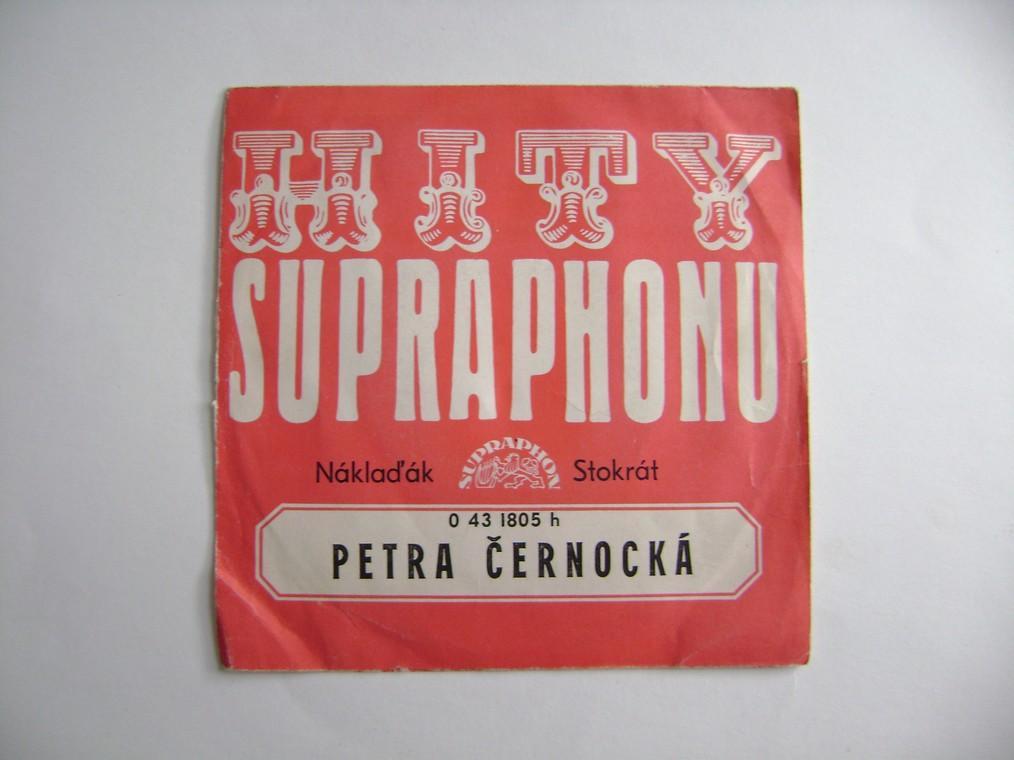 HITY
SUPRAPHONU
Náklaďák SUPRAPHON Stokrát
0 43 1805 h
PETRA ČERNOCKÁ